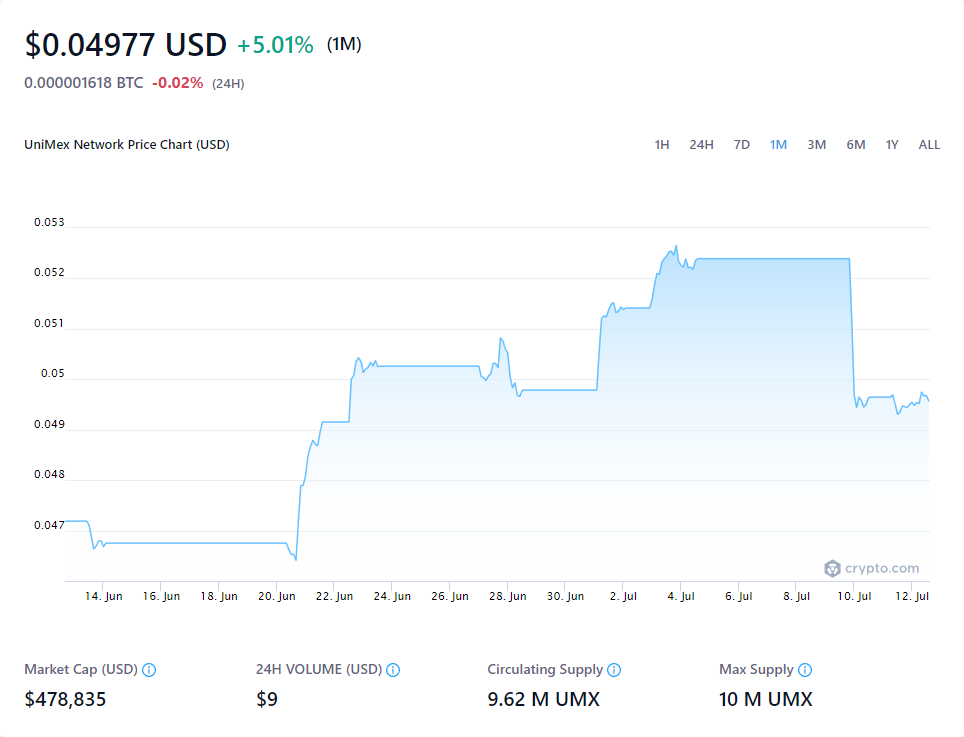 $0.04977 USD +5.01% (1M)
0.000001618 BTC -0.02% (24H)
UniMex Network Price Chart (USD) 1H 24H 7D 1M 3M 6M 1Y ALL
0.053
0.052
0.051
0.05
0.049
0.048
0.047
crypto.com
14. Jun 16. Jun 18. Jun 20. Jun 22. Jun 24. Jun 26. Jun 28. Jun 30. Jun 2. Jul 4. Jul 6. Jul 8. Jul 10. Jul 12. Jul
Market Cap (USD) 24H VOLUME (USD) Circulating Supply Max Supply
$478,835 $9 9.62 M UMX 10 M UMX